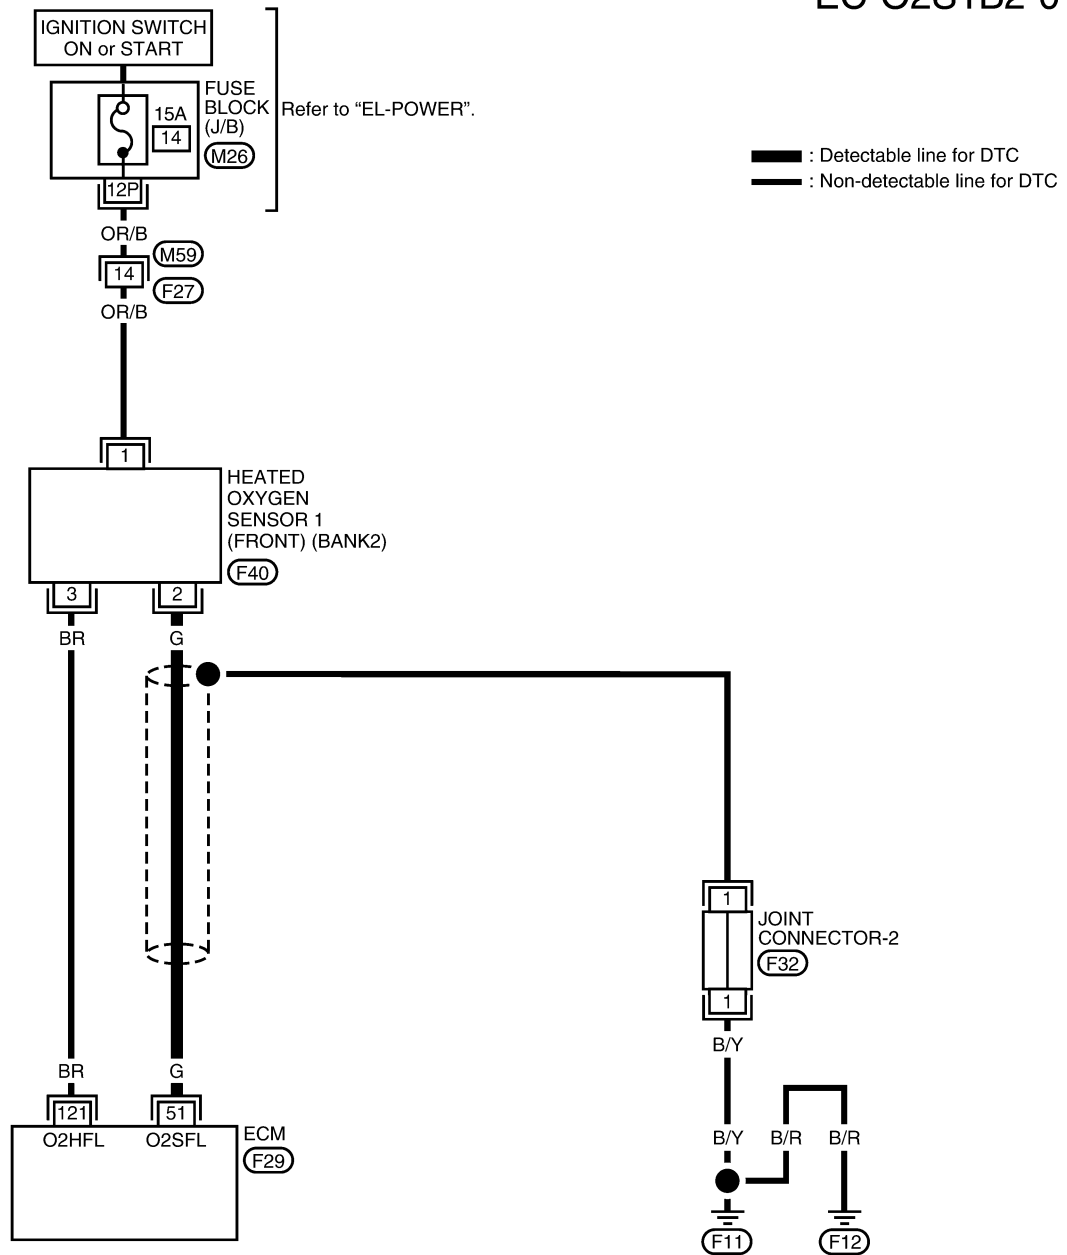 IGNITION SWITCH
ON or START
FUSE
BLOCK
(J/B)
M26
15A
14
Refer to “EL-POWER”.
: Detectable line for DTC
: Non-detectable line for DTC
12P
OR/B
M59
14
F27
OR/B
1
HEATED
OXYGEN
SENSOR 1
(FRONT) (BANK2)
F40
3
2
BR
G
1
JOINT
CONNECTOR-2
F32
1
B/Y
BR
G
121
51
O2HFL
O2SFL
ECM
F29
B/Y
B/R
B/R
F11
F12